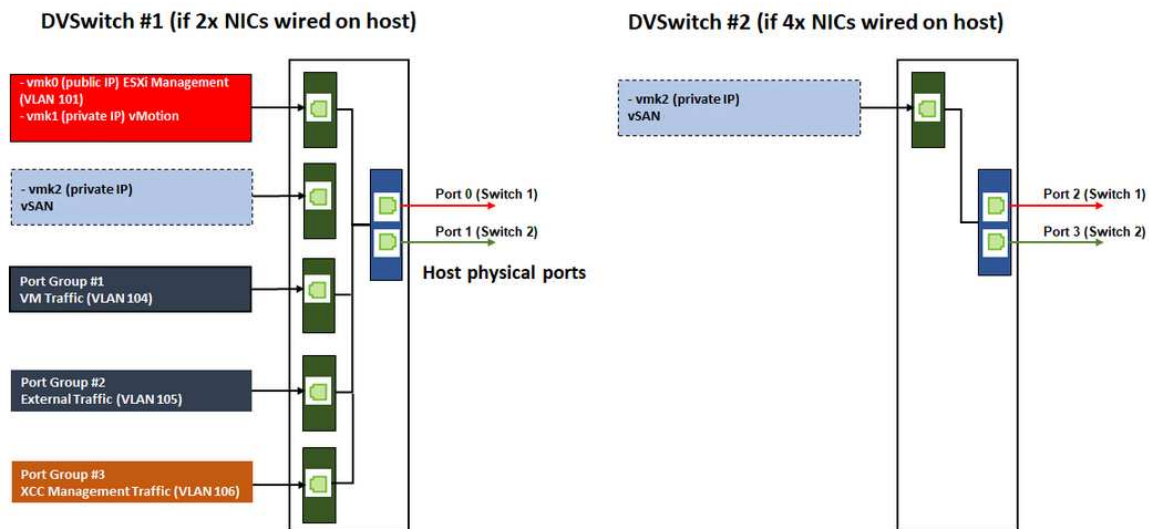 DVSwitch #1 (if 2x NICs wired on host)
- vmk0 (public IP) ESXi Management
(VLAN 101)
- vmk1 (private IP) vMotion
- vmk2 (private IP)
vSAN
Port Group #1
VM Traffic (VLAN 104)
Port Group #2
External Traffic (VLAN 105)
Port Group #3
XCC Management Traffic (VLAN 106)
Port 0 (Switch 1)
Port 1 (Switch 2)
Host physical ports
DVSwitch #2 (if 4x NICs wired on host)
- vmk2 (private IP)
vSAN
Port 2 (Switch 1)
Port 3 (Switch 2)